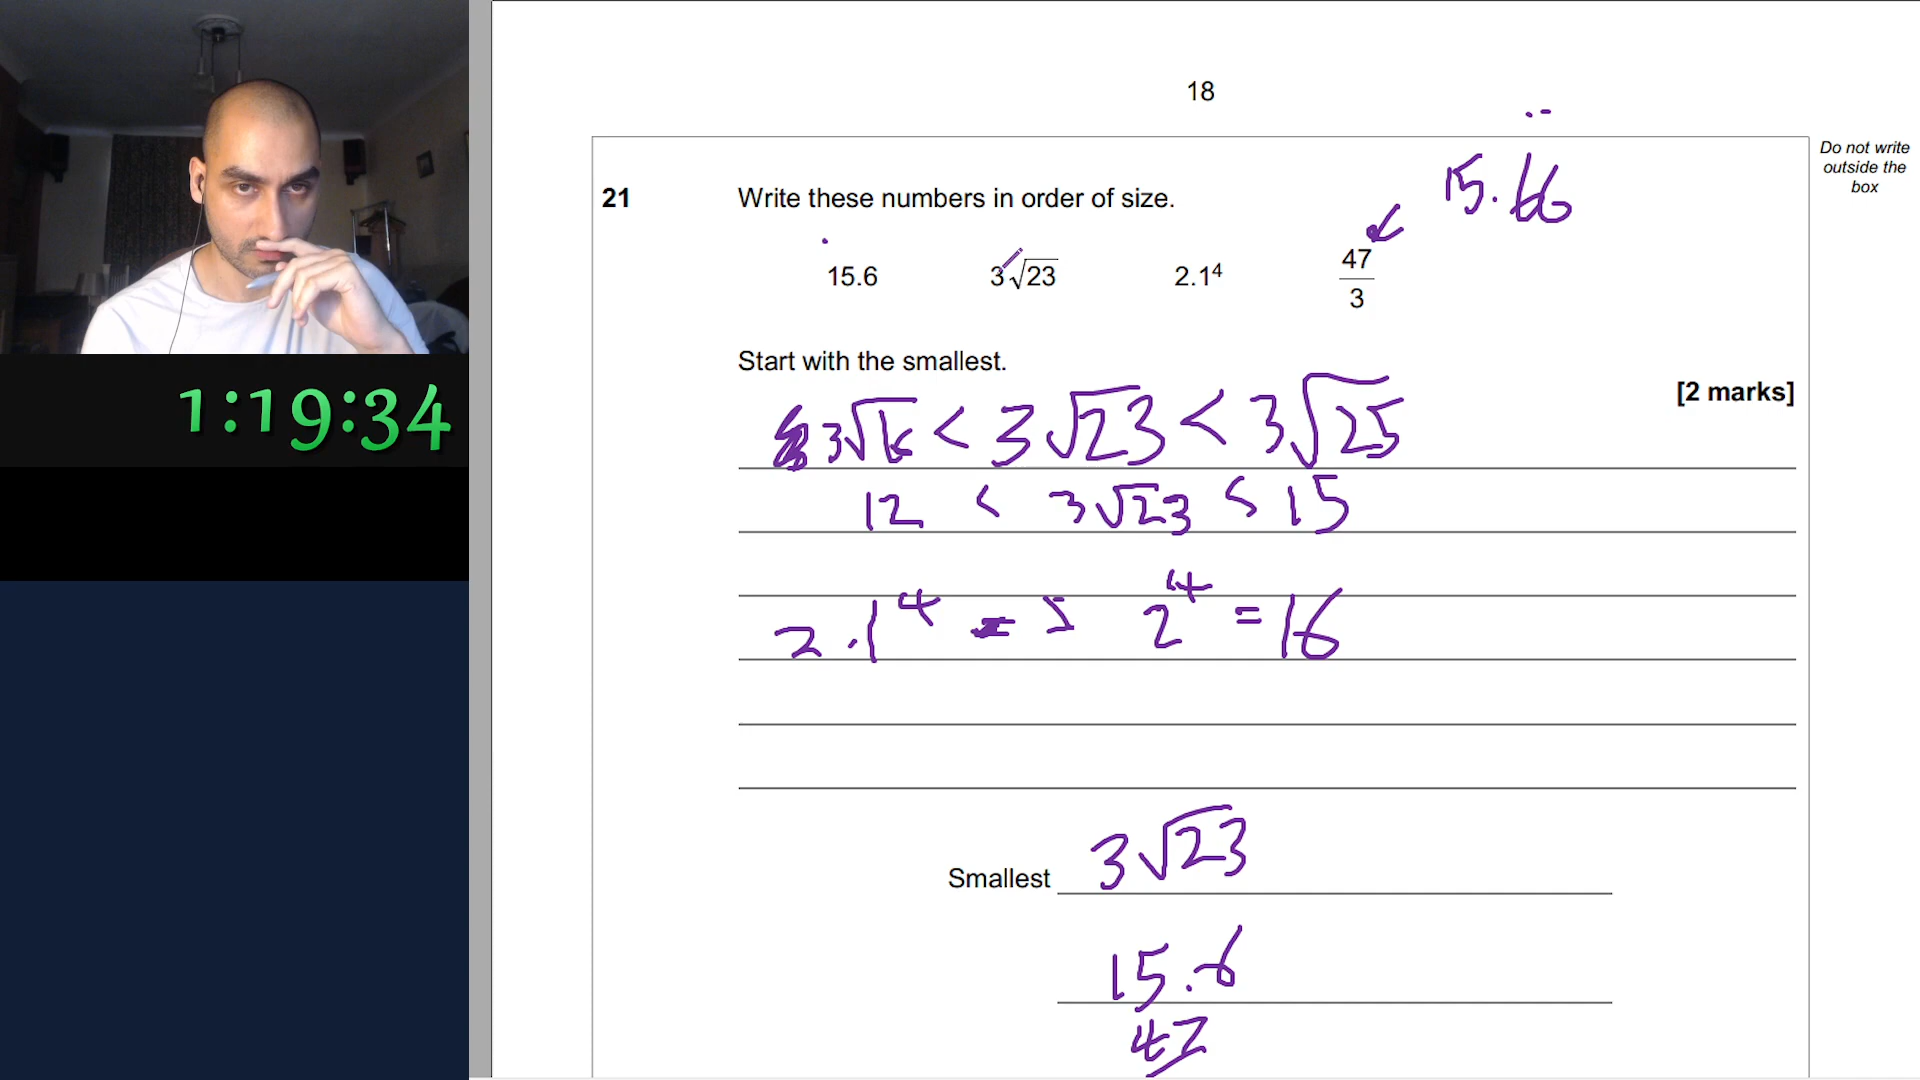 18
Do not write
outside the
box
15.66
21 Write these numbers in order of size.
15.6 3√23 2.1⁴ 47/3
Start with the smallest.
[2 marks]
3√16 < 3√23 < 3√25
12 < 3√23 < 15
2.1⁴ > 2⁴ = 16
Smallest 3√23
15.6
47
1:19:34